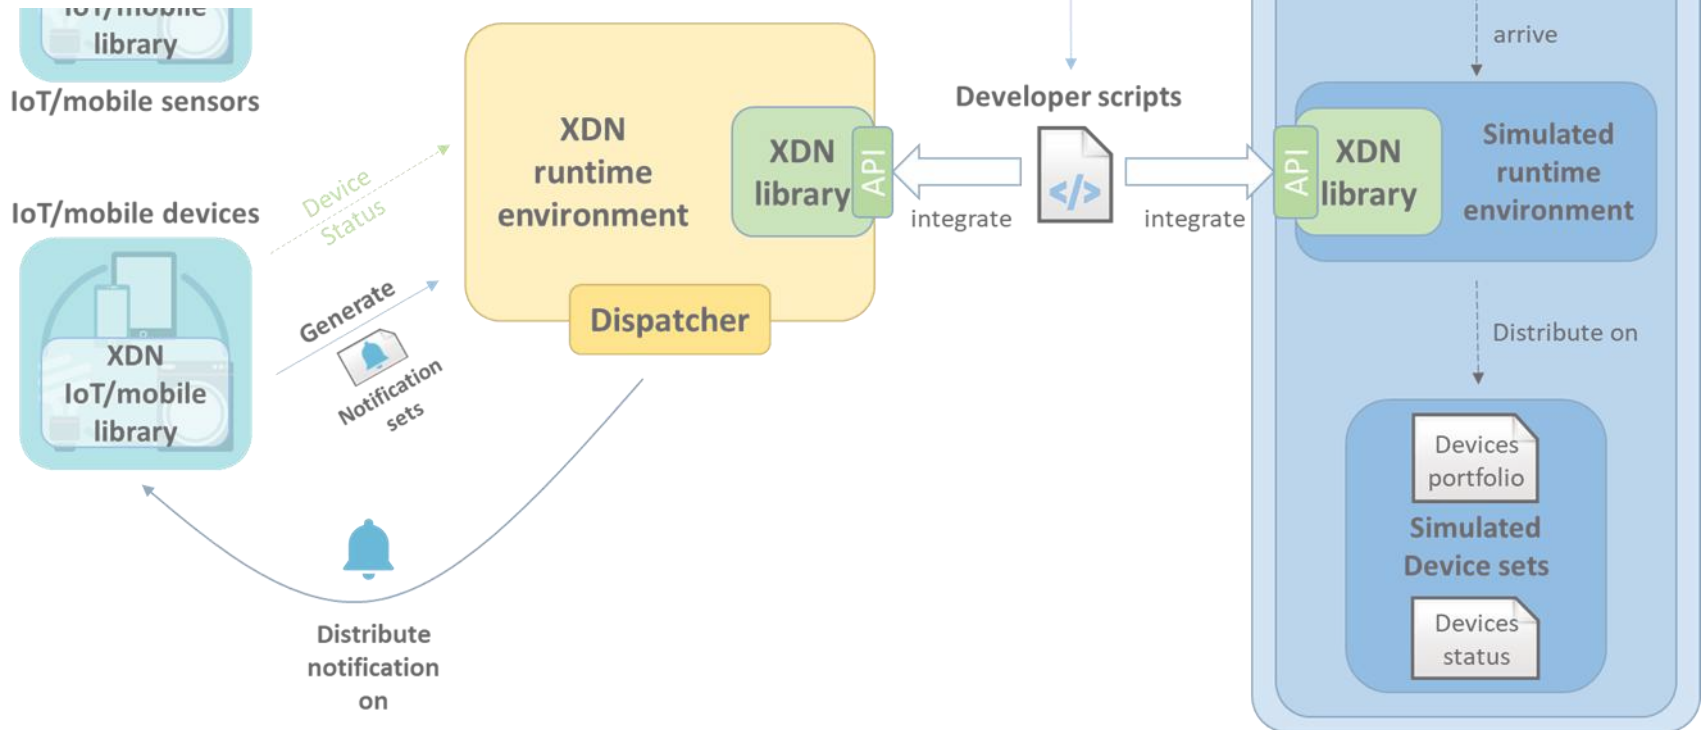 IoT/mobile
library
IoT/mobile sensors
IoT/mobile devices
XDN
IoT/mobile
library
Device
Status
Generate
Notification
sets
XDN
runtime
environment
XDN
library
API
Dispatcher
Distribute
notification
on
Developer scripts
</>
integrate
integrate
arrive
API
XDN
library
Simulated
runtime
environment
Distribute on
Devices
portfolio
Simulated
Device sets
Devices
status